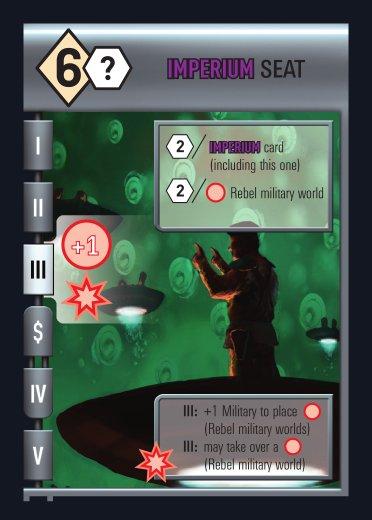 6 ? IMPERIUM SEAT
I
2 / IMPERIUM card
(including this one)
II
2 / Rebel military world
+1
III
$
IV
III: +1 Military to place
(Rebel military worlds)
V
III: may take over a
(Rebel military world)